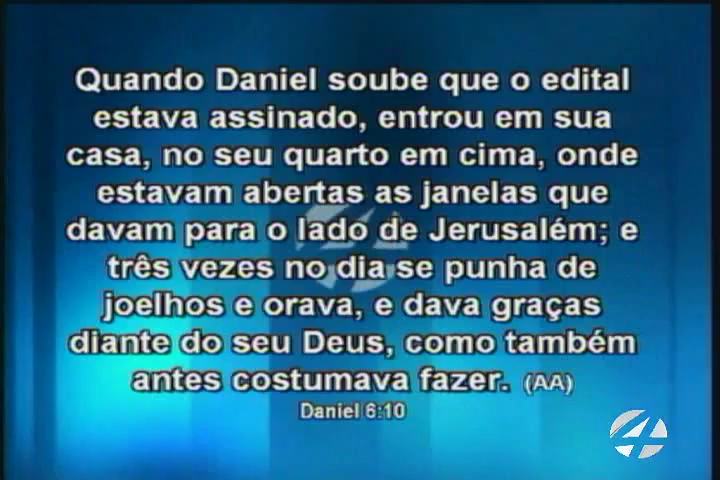 Quando Daniel soube que o edital
estava assinado, entrou em sua
casa, no seu quarto em cima, onde
estavam abertas as janelas que
davam para o lado de Jerusalém; e
três vezes no dia se punha de
joelhos e orava, e dava graças
diante do seu Deus, como também
antes costumava fazer. (AA)
Daniel 6:10
4